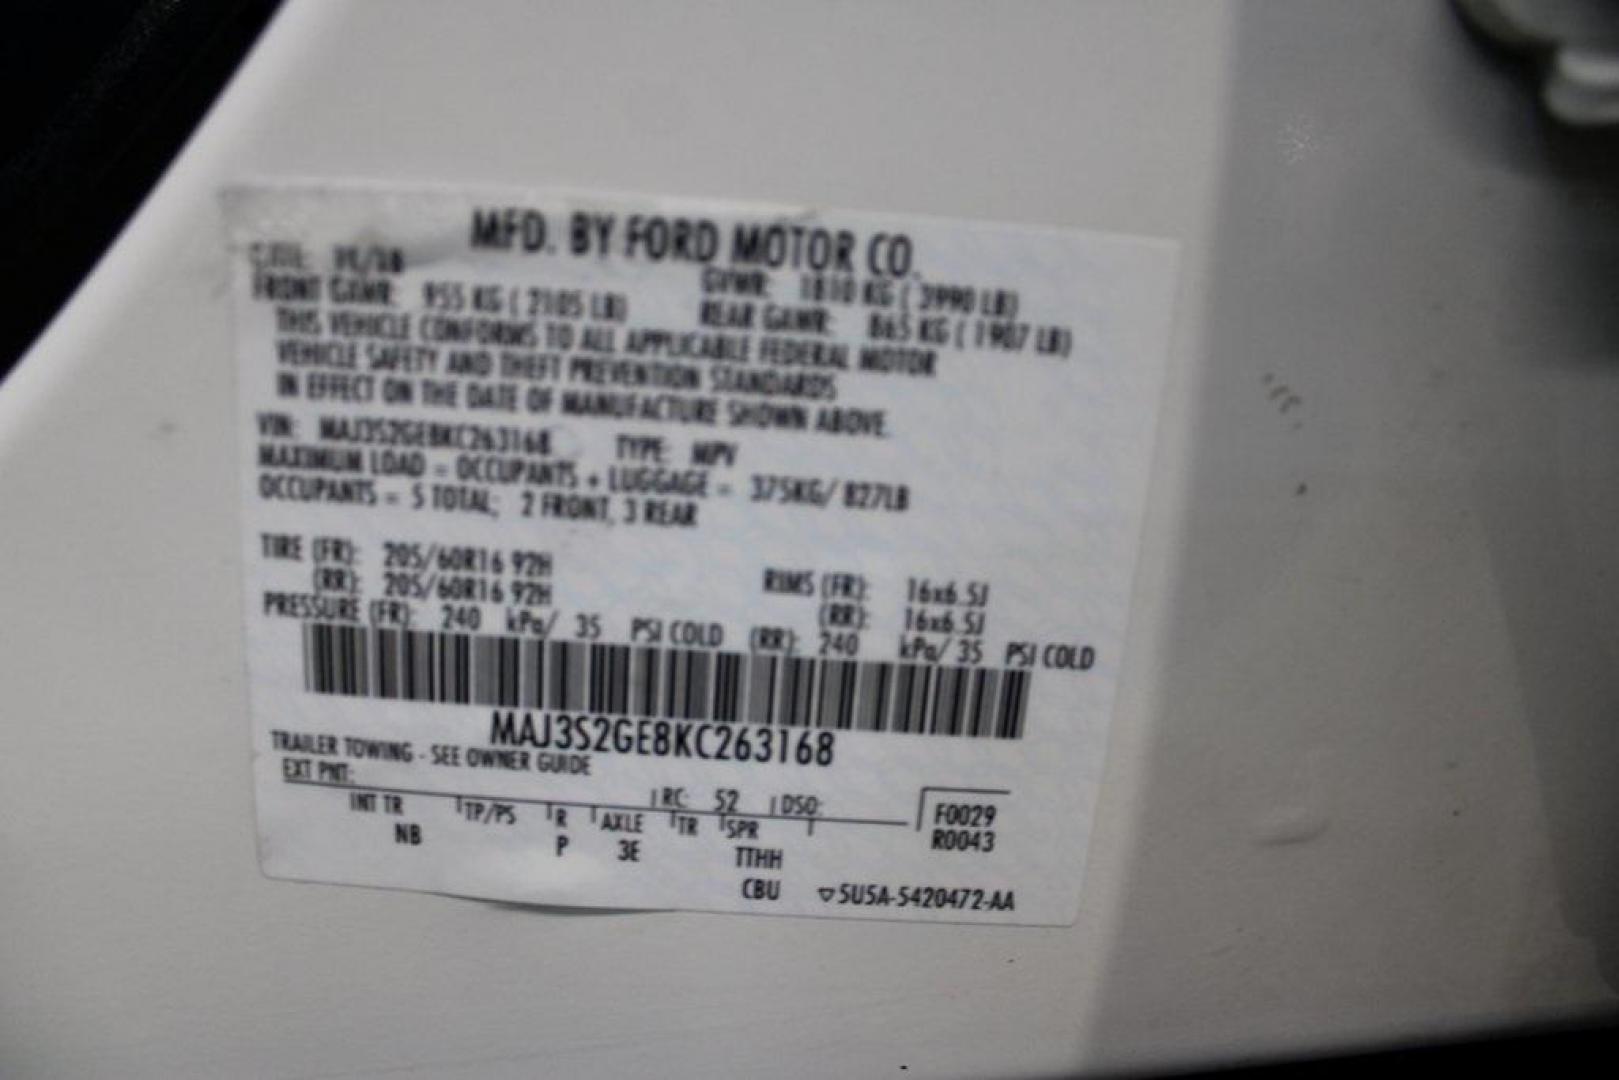 MFD. BY FORD MOTOR CO.
GVWR: 1810 KG ( 3990 LB)
FRONT GAWR: 955 KG ( 2105 LB) REAR GAWR: 865 KG ( 1907 LB)
THIS VEHICLE CONFORMS TO ALL APPLICABLE FEDERAL MOTOR
VEHICLE SAFETY AND THEFT PREVENTION STANDARDS
IN EFFECT ON THE DATE OF MANUFACTURE SHOWN ABOVE.
VIN: MAJ3S2GE8KC263168 TYPE: MPV
MAXIMUM LOAD = OCCUPANTS + LUGGAGE = 375KG/ 827LB
OCCUPANTS = 5 TOTAL; 2 FRONT, 3 REAR
TIRE (FR): 205/60R16 92H RIMS (FR): 16x6.5J
(RR): 205/60R16 92H (RR): 16x6.5J
PRESSURE (FR): 240 kPa/ 35 PSI COLD (RR): 240 kPa/ 35 PSI COLD
MAJ3S2GE8KC263168
TRAILER TOWING - SEE OWNER GUIDE
EXT PNT: RC: 52 DSO: F0029
INT TR TP/PS R AXLE TR SPR R0043
NB P 3E TTHH
CBU ▽5U5A-5420472-AA